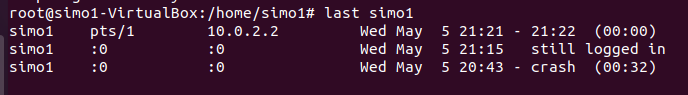 root@simo1-VirtualBox:/home/simo1# last simo1
simo1    pts/1        10.0.2.2         Wed May  5 21:21 - 21:22  (00:00)
simo1    :0           :0               Wed May  5 21:15   still logged in
simo1    :0           :0               Wed May  5 20:43 - crash  (00:32)